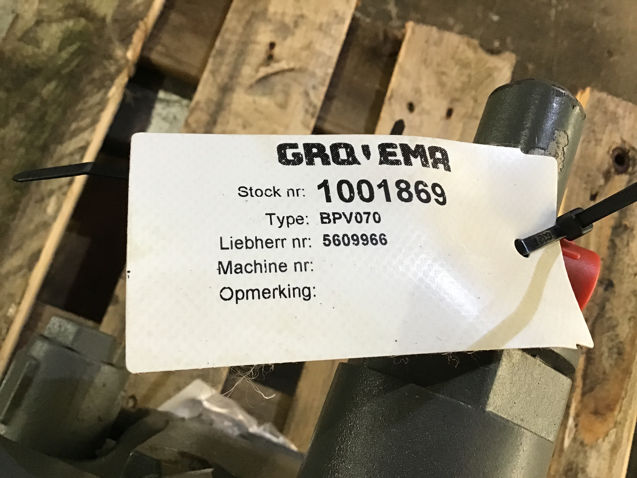 GRO'EMA
Stock nr: 1001869
Type: BPV070
Liebherr nr: 5609966
Machine nr:
Opmerking: